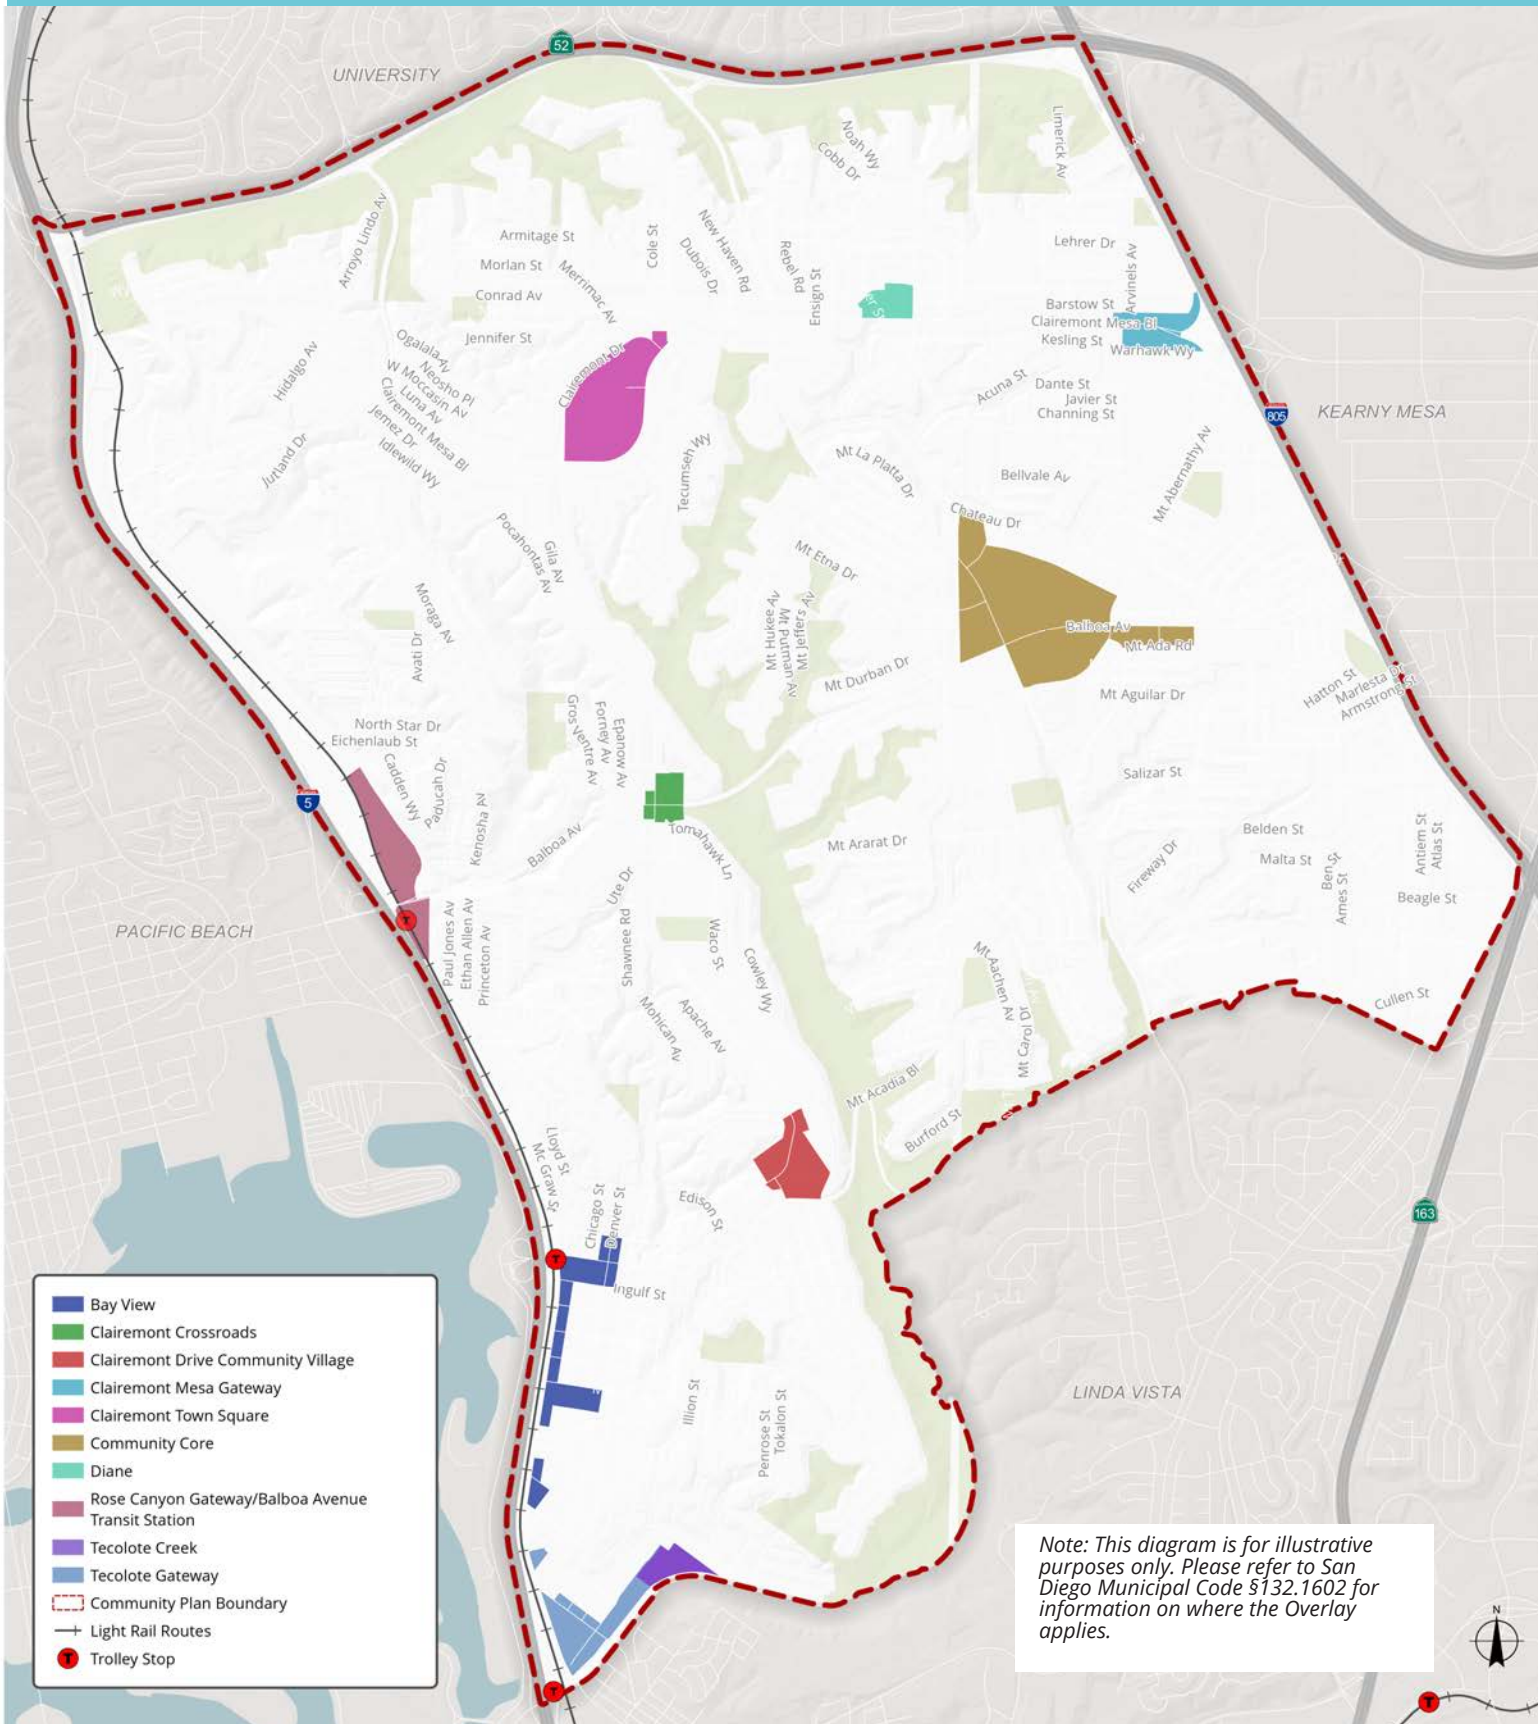 52
UNIVERSITY
Limerick Av
Noah Wy
Cobb Dr
Arroyo Lindo Av
Armitage St
Cole St
New Haven Rd
Dubois Dr
Rebel Rd
Ensign St
Lehrer Dr
Arvinels Av
Morlan St
Merrimac Av
Conrad Av
Barstow St
Clairemont Mesa Bl
Kesling St
Warhawk Wy
Jennifer St
Ogalala Av
Neosho Pl
W Moccasin Av
Luna Av
Clairemont Mesa Bl
Jemez Dr
Idlewild Wy
Hidalgo Av
Jutland Dr
Clairemont Dr
Acuna St
Dante St
Javier St
Channing St
805
KEARNY MESA
Tecumseh Wy
Mt La Platta Dr
Bellvale Av
Mt Abernathy Av
Chateau Dr
Pocahontas Av
Gila Av
Mt Etna Dr
Moraga Av
Avati Dr
Mt Hukee Av
Mt Putman Av
Mt Jeffers Av
Balboa Av
Mt Ada Rd
Mt Durban Dr
Mt Aguilar Dr
Hatton St
Marlesta Dr
Armstrong St
North Star Dr
Eichenlaub St
Cadden Wy
Paducah Dr
Gros Ventre Av
Forney Av
Epanow Av
Salizar St
5
Kenosha Av
Balboa Av
Tomahawk Ln
Mt Ararat Dr
Belden St
Malta St
Ben St
Ames St
Antiem St
Atlas St
Beagle St
Fireway Dr
Ute Dr
PACIFIC BEACH
T
Paul Jones Av
Ethan Allen Av
Princeton Av
Shawnee Rd
Waco St
Cowley Wy
Mt Aachen Av
Mt Carol Dr
Cullen St
Mohican Av
Apache Av
Mt Acadia Bl
Burford St
Lloyd St
Mc Graw St
Chicago St
Denver St
Edison St
163
T
Ingulf St
Illion St
Penrose St
Tokalon St
LINDA VISTA
Bay View
Clairemont Crossroads
Clairemont Drive Community Village
Clairemont Mesa Gateway
Clairemont Town Square
Community Core
Diane
Rose Canyon Gateway/Balboa Avenue
Transit Station
Tecolote Creek
Tecolote Gateway
Community Plan Boundary
Light Rail Routes
T Trolley Stop
Note: This diagram is for illustrative
purposes only. Please refer to San
Diego Municipal Code §132.1602 for
information on where the Overlay
applies.
N
T
T